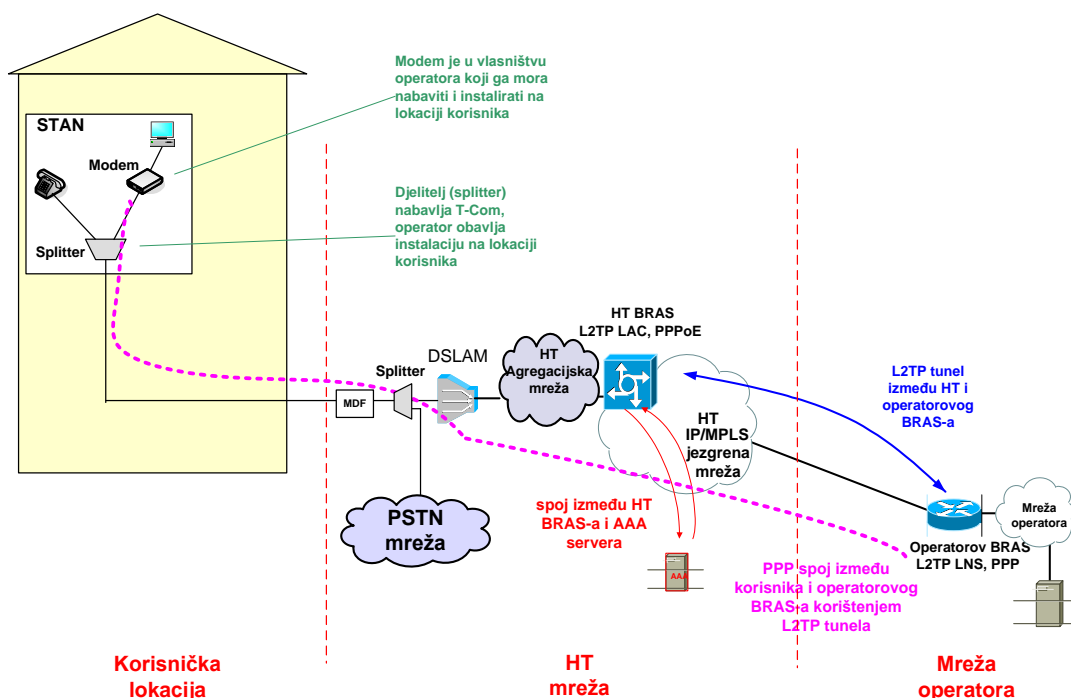 Modem je u vlasništvu
operatora koji ga mora
nabaviti i instalirati na
lokaciji korisnika
STAN
Modem
Djelitelj (splitter)
nabavlja T-Com,
operator obavlja
instalaciju na lokaciji
korisnika
Splitter
HT BRAS
L2TP LAC, PPPoE
Splitter
DSLAM
HT
Agregacijska
mreža
L2TP tunel
između HT i
operatorovog
BRAS-a
MDF
HT
IP/MPLS
jezgrena
mreža
PSTN
mreža
spoj između HT
BRAS-a i AAA
servera
AAA
Mreža
operatora
Operatorov BRAS
L2TP LNS, PPP
PPP spoj između
korisnika i operatorovog
BRAS-a korištenjem
L2TP tunela
Korisnička
lokacija
HT
mreža
Mreža
operatora